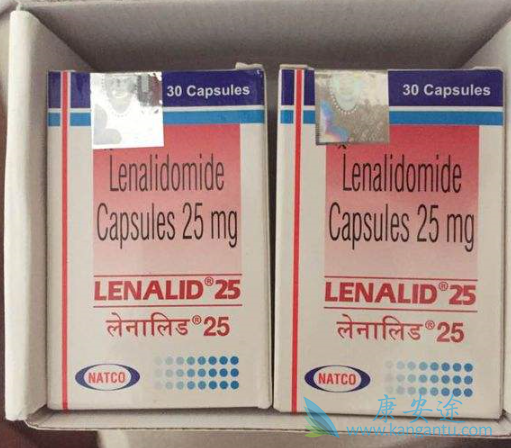 30 Capsules
Lenalidomide
Capsules 25 mg
LENALID® 25
लेनालिड® 25
NATCO
30 Capsules
Lenalidomide
Capsules 25 mg
LENALID® 25
लेनालिड® 25
NATCO
康安途
www.kangantu.com